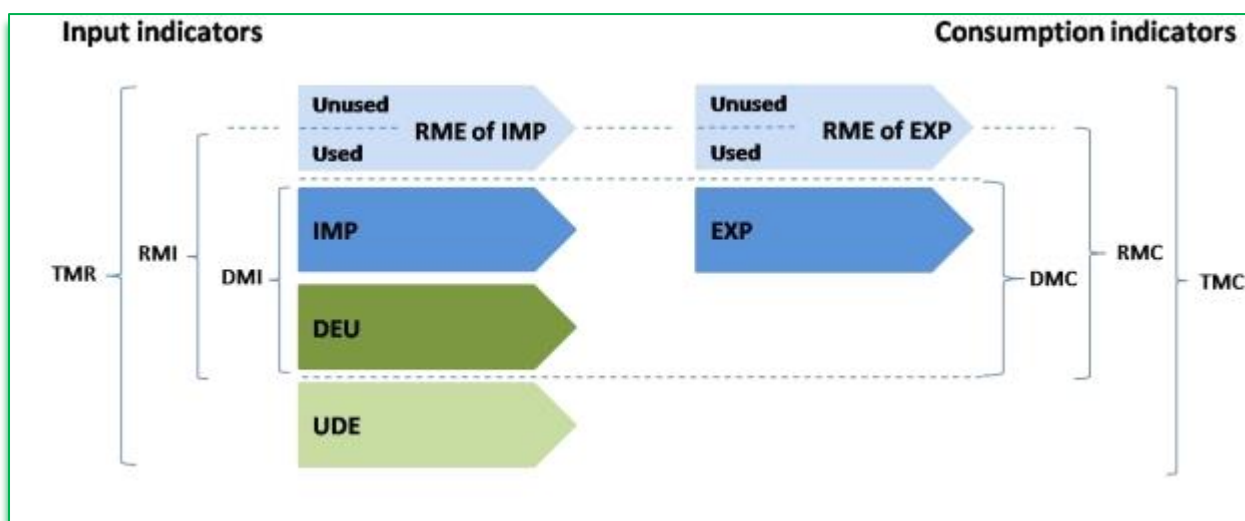 Input indicators
Consumption indicators
Unused
RME of IMP
Used
Unused
RME of EXP
Used
IMP
EXP
RMI
RMC
TMR
DMI
DMC
TMC
DEU
UDE